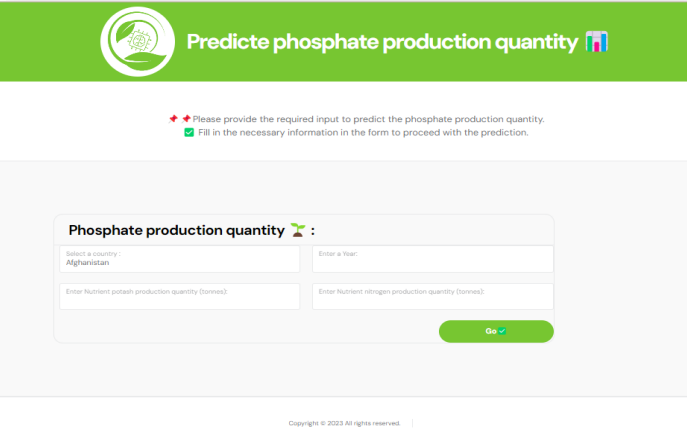 Predicte phosphate production quantity 📊
📌 📌 Please provide the required input to predict the phosphate production quantity.
✅ Fill in the necessary information in the form to proceed with the prediction.
Phosphate production quantity 🌱 :
Select a country :
Afghanistan
Enter a Year:
Enter Nutrient potash production quantity (tonnes):
Enter Nutrient nitrogen production quantity (tonnes):
Go ✅
Copyright © 2023 All rights reserved.